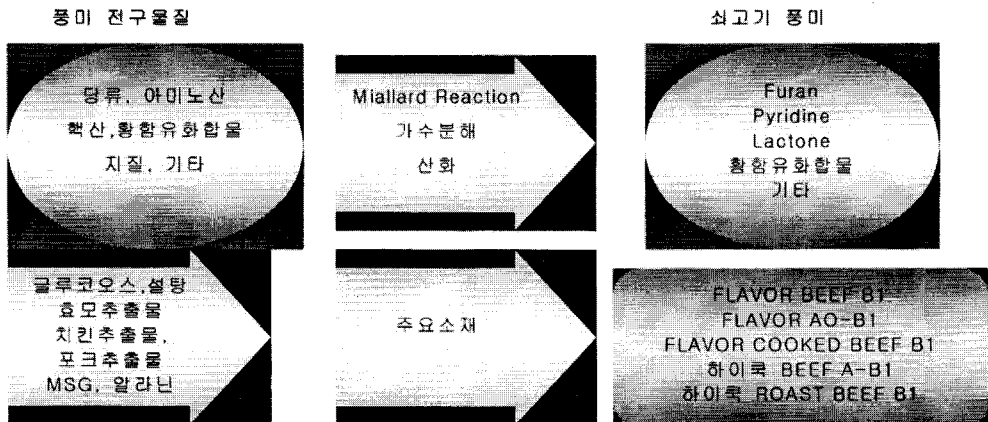 풍미 전구물질
쇠고기 풍미
당류, 아미노산
핵산,황함유화합물
지질, 기타
Miallard Reaction
가수분해
산화
Furan
Pyridine
Lactone
황함유화합물
기타
글루코오스,설탕
효모추출물
치킨추출물,
포크추출물
MSG, 알라닌
주요소재
FLAVOR BEEF B1
FLAVOR AO-B1
FLAVOR COOKED BEEF B1
하이쿡 BEEF A-B1
하이쿡 ROAST BEEF B1